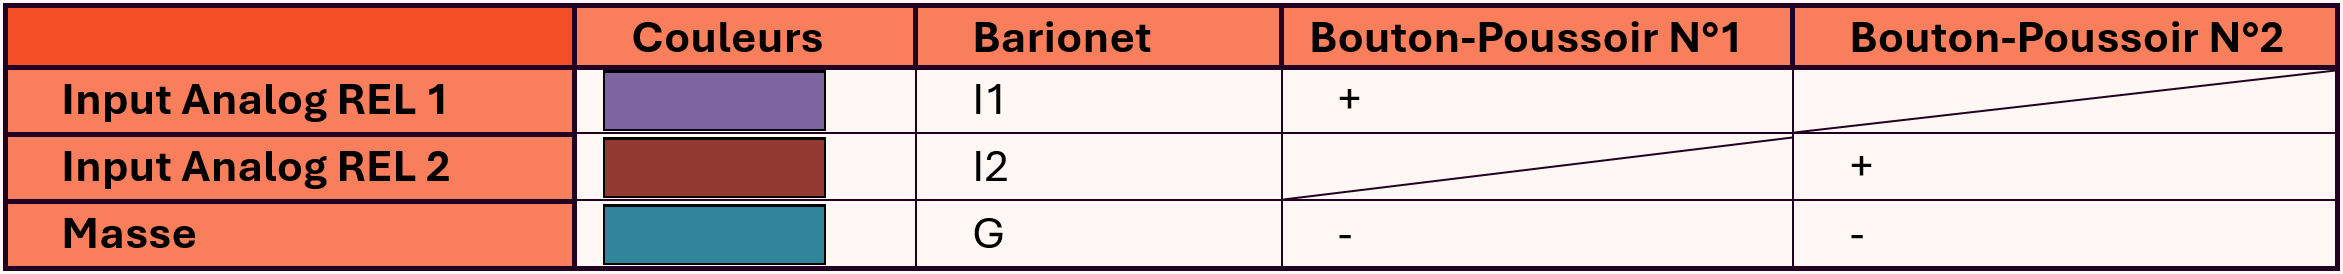 Couleurs Barionet Bouton-Poussoir N°1 Bouton-Poussoir N°2
Input Analog REL 1 I1 +
Input Analog REL 2 I2 +
Masse G - -